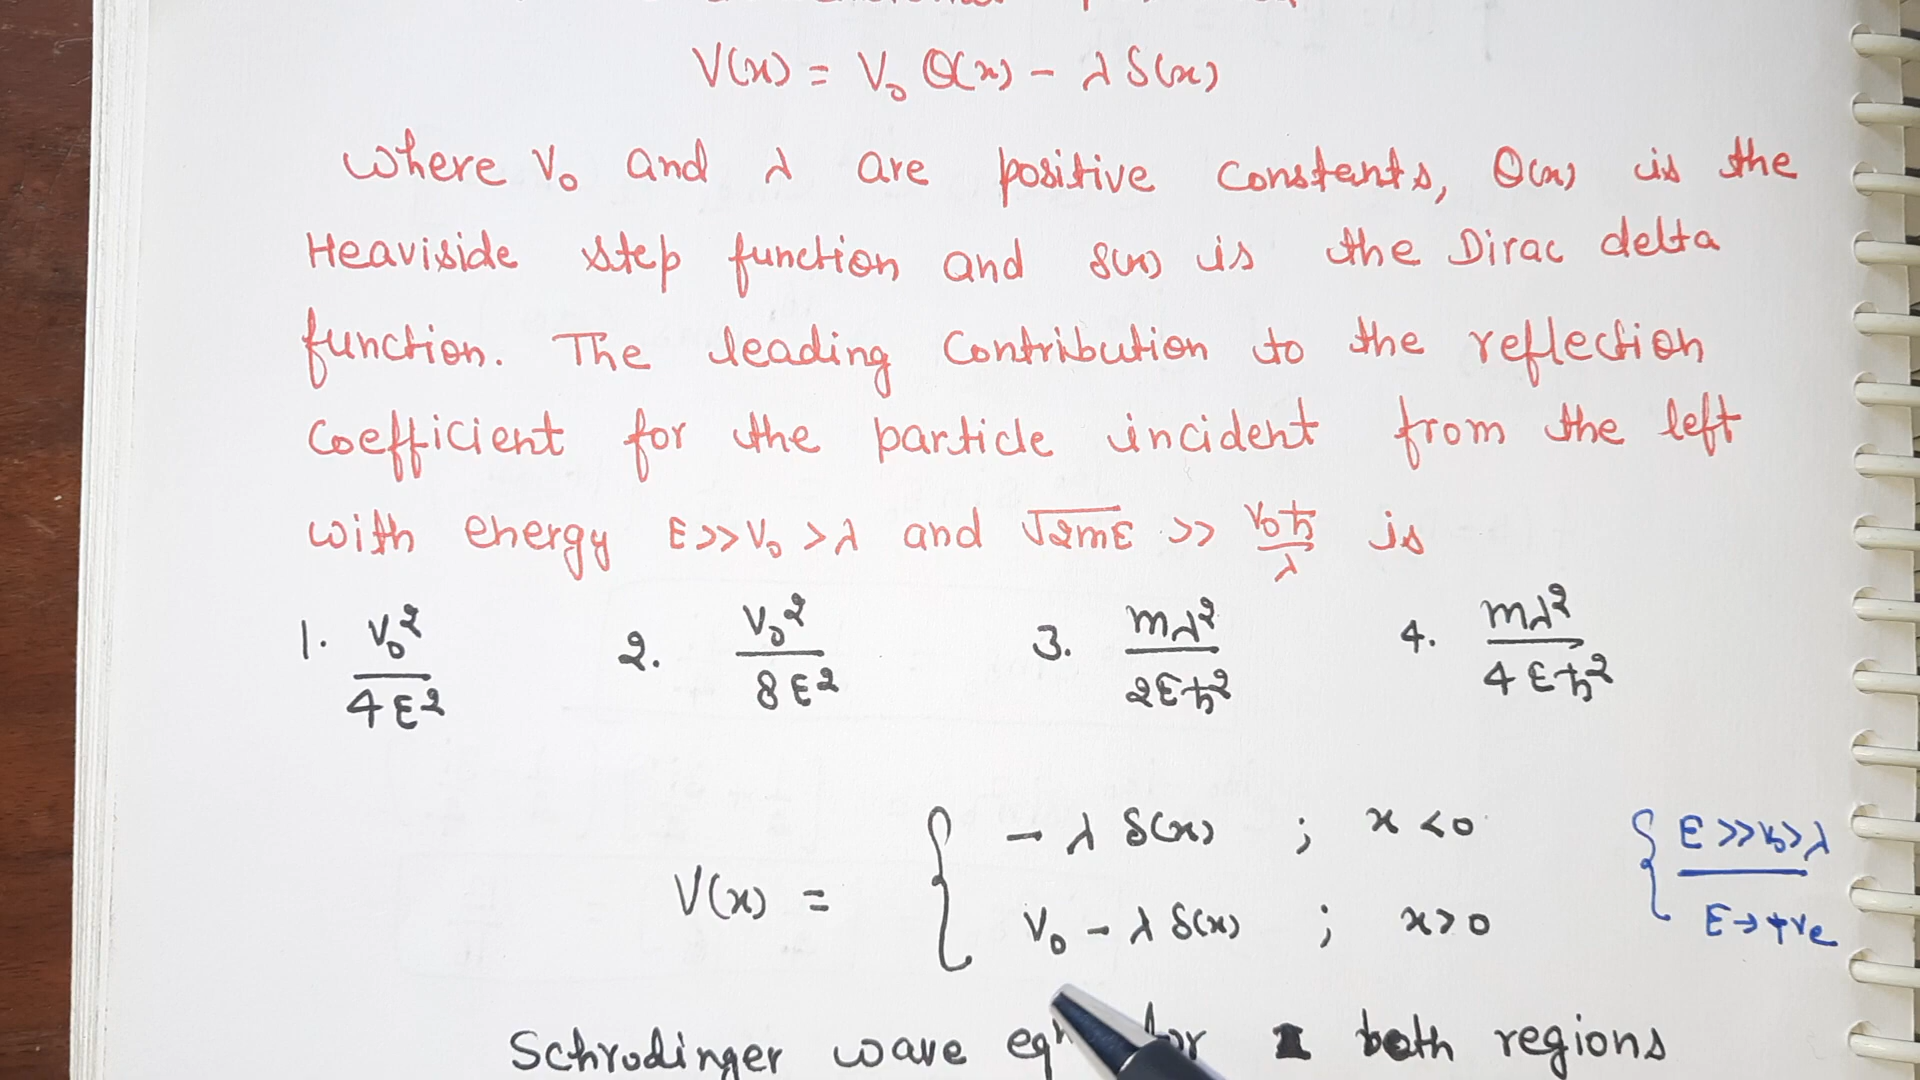 V(x) = V₀ θ(x) - λ δ(x)
where V₀ and λ are positive constants, θ(x) is the
Heaviside step function and δ(x) is the Dirac delta
function. The leading contribution to the reflection
coefficient for the particle incident from the left
with energy E >> V₀ > λ and √2mE >> V₀ħ/λ is
1. V₀²/4E² 2. V₀²/8E² 3. mλ²/2Eħ² 4. mλ²/4Eħ²
V(x) = { - λ δ(x) ; x < 0
V₀ - λ δ(x) ; x > 0
{ E >> V₀ > λ
E → +ve
Schrodinger wave eqn for both regions